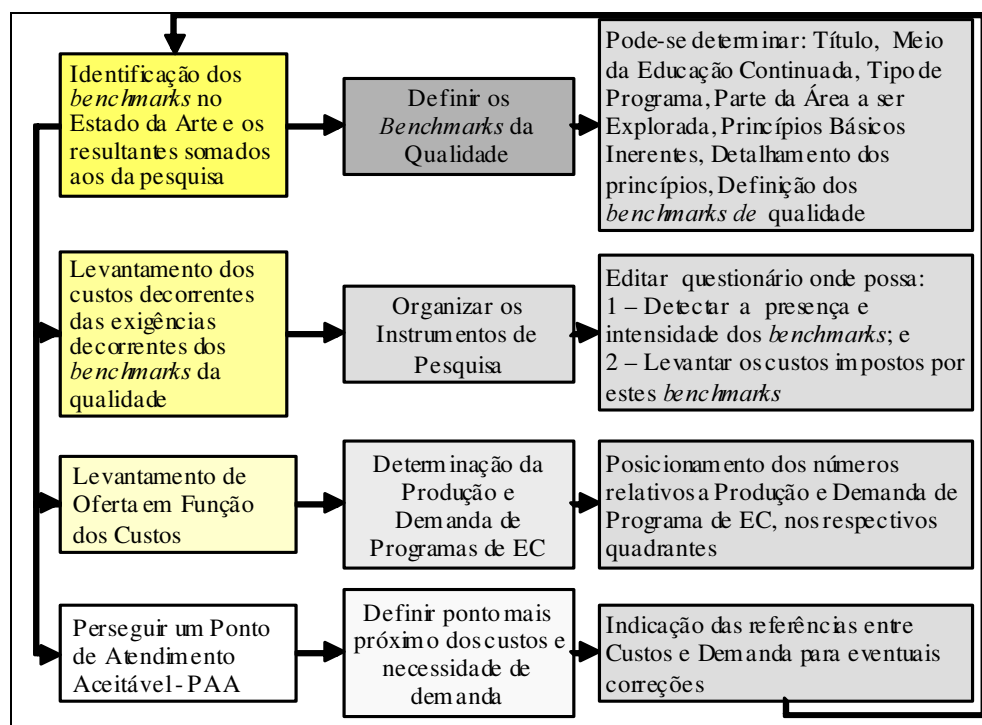 Identificação dos
benchmarks no
Estado da Arte e os
resultantes somados
aos da pesquisa
Definir os
Benchmarks da
Qualidade
Pode-se determinar: Título, Meio
da Educação Continuada, Tipo de
Programa, Parte da Área a ser
Explorada, Princípios Básicos
Inerentes, Detalhamento dos
princípios, Definição dos
benchmarks de qualidade
Levantamento dos
custos decorrentes
das exigências
decorrentes dos
benchmarks da
qualidade
Organizar os
Instrumentos de
Pesquisa
Editar questionário onde possa:
1 – Detectar a presença e
intensidade dos benchmarks; e
2 – Levantar os custos impostos por
estes benchmarks
Levantamento de
Oferta em Função
dos Custos
Determinação da
Produção e
Demanda de
Programas de EC
Posicionamento dos números
relativos a Produção e Demanda de
Programa de EC, nos respectivos
quadrantes
Perseguir um Ponto
de Atendimento
Aceitável - PAA
Definir ponto mais
próximo dos custos e
necessidade de
demanda
Indicação das referências entre
Custos e Demanda para eventuais
correções